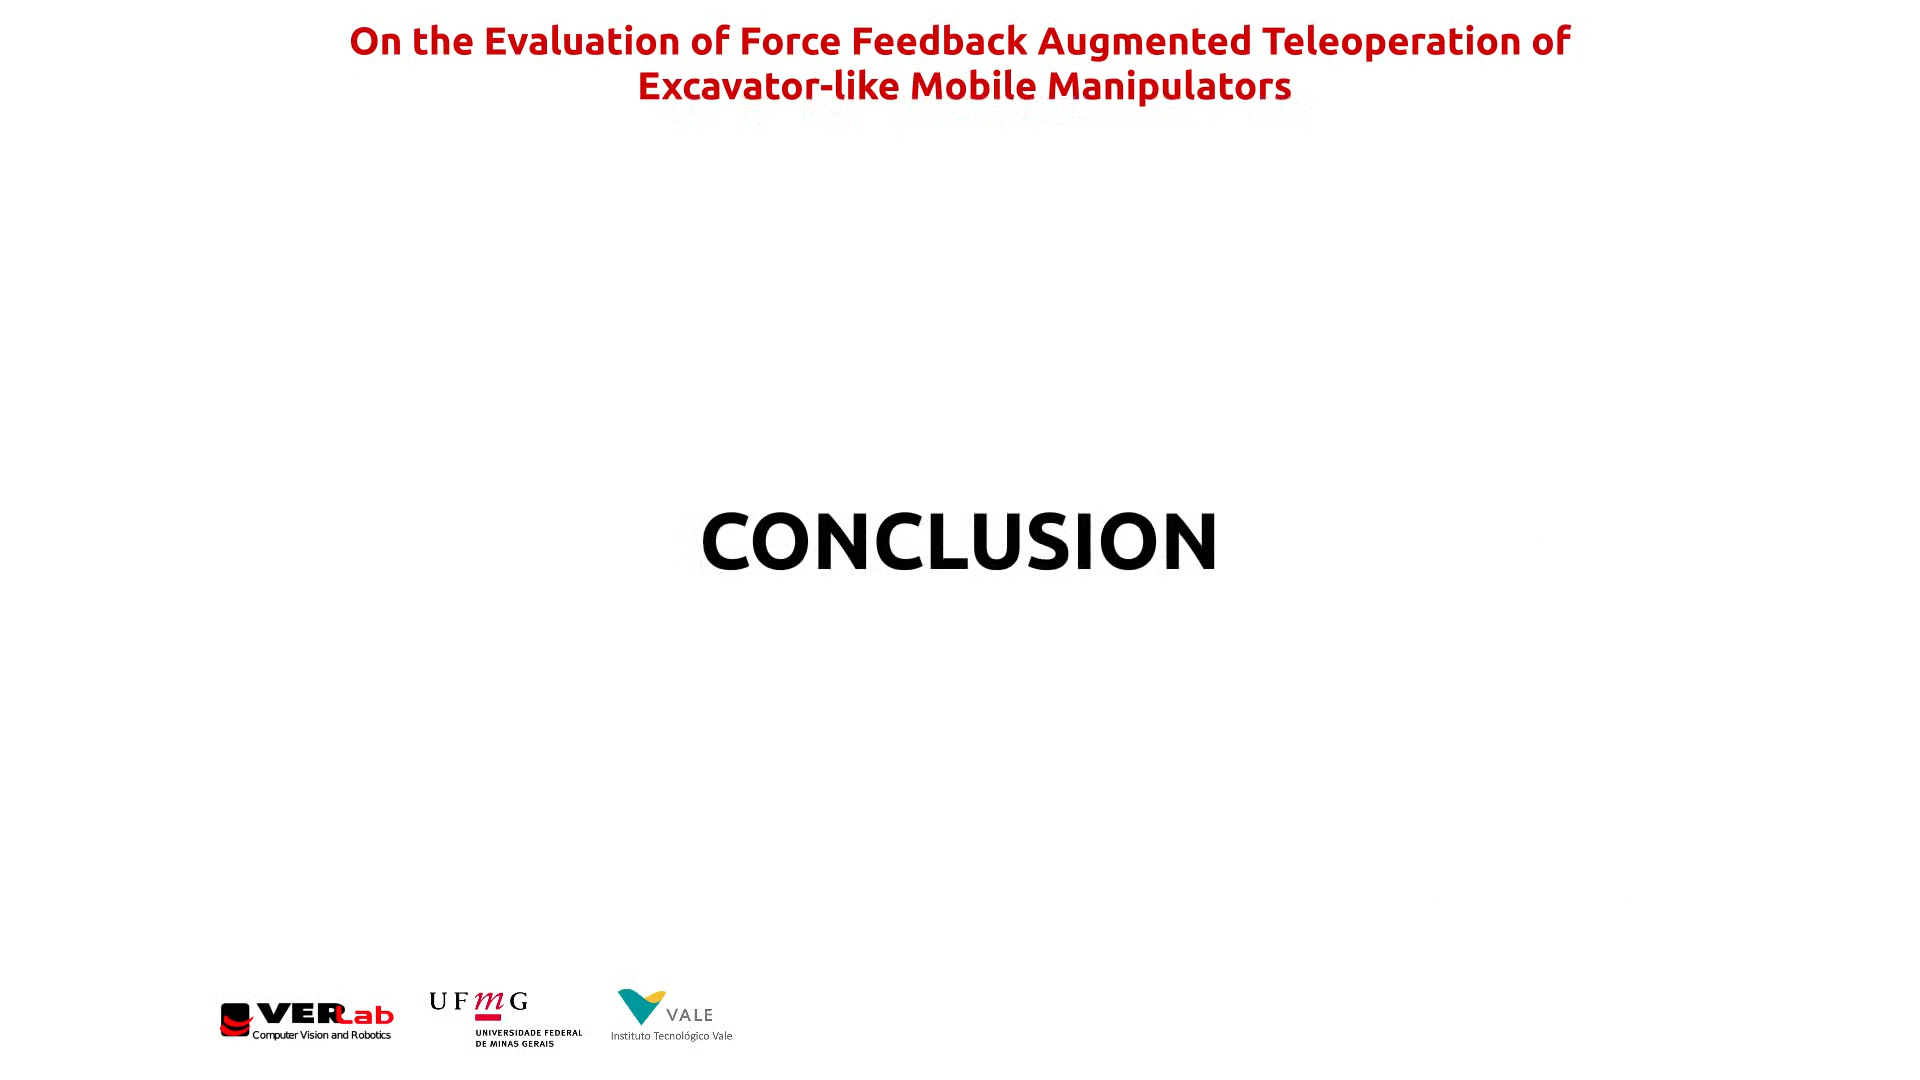 On the Evaluation of Force Feedback Augmented Teleoperation of
Excavator-like Mobile Manipulators
CONCLUSION
VERLab
Computer Vision and Robotics
UFmG
UNIVERSIDADE FEDERAL
DE MINAS GERAIS
VALE
Instituto Tecnológico Vale